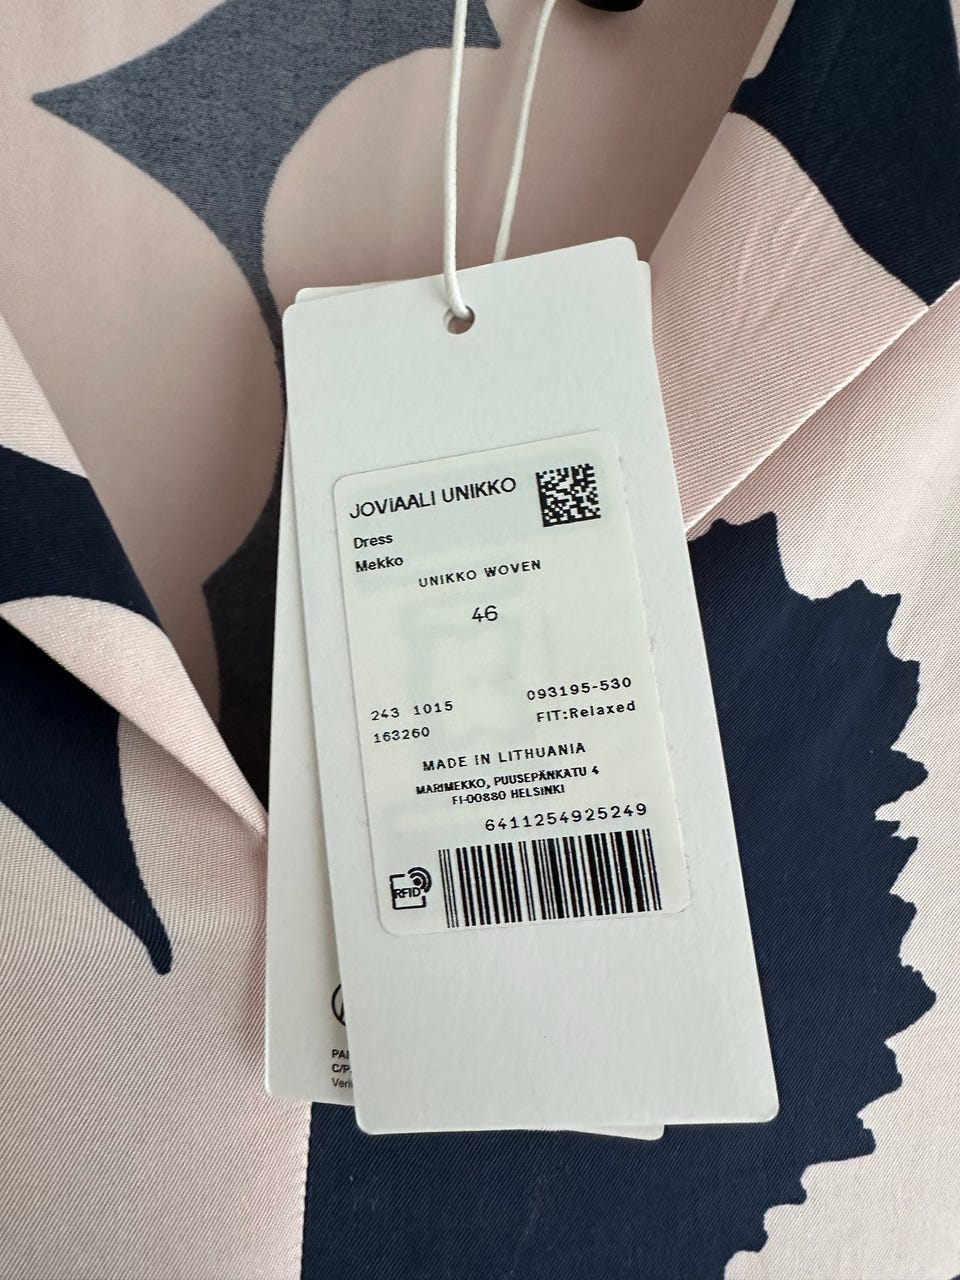 JOViAALI UNIKKO
Dress
Mekko
UNIKKO WOVEN
46
243 1015 093195-530
163260 FIT:Relaxed
MADE IN LITHUANIA
MARIMEKKO, PUUSEPÄNKATU 4
FI-00880 HELSINKI
6411254925249
RFID
C/P